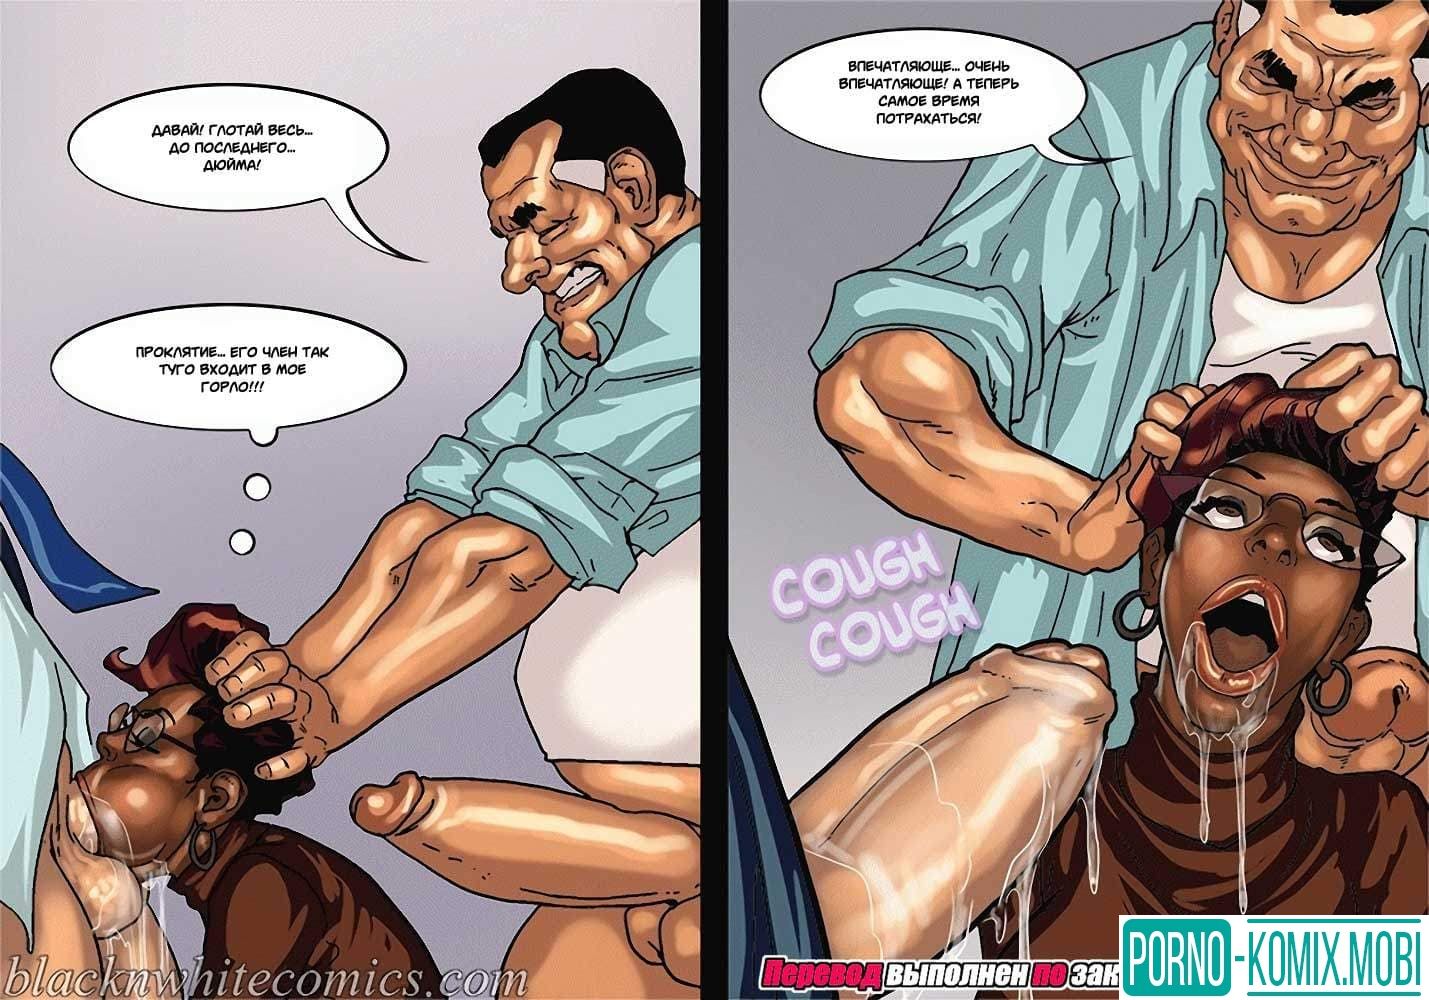 ДАВАЙ! ГЛОТАЙ ВЕСЬ...
ДО ПОСЛЕДНЕГО...
ДЮЙМА!
ПРОКЛЯТИЕ... ЕГО ЧЛЕН ТАК
ТУГО ВХОДИТ В МОЕ
ГОРЛО!!!
blacknwhitecomics.com
ВПЕЧАТЛЯЮЩЕ... ОЧЕНЬ
ВПЕЧАТЛЯЮЩЕ! А ТЕПЕРЬ
САМОЕ ВРЕМЯ
ПОТРАХАТЬСЯ!
COUGH
COUGH
Перевод выполнен по зак
PORNO-KOMIX.MOBI